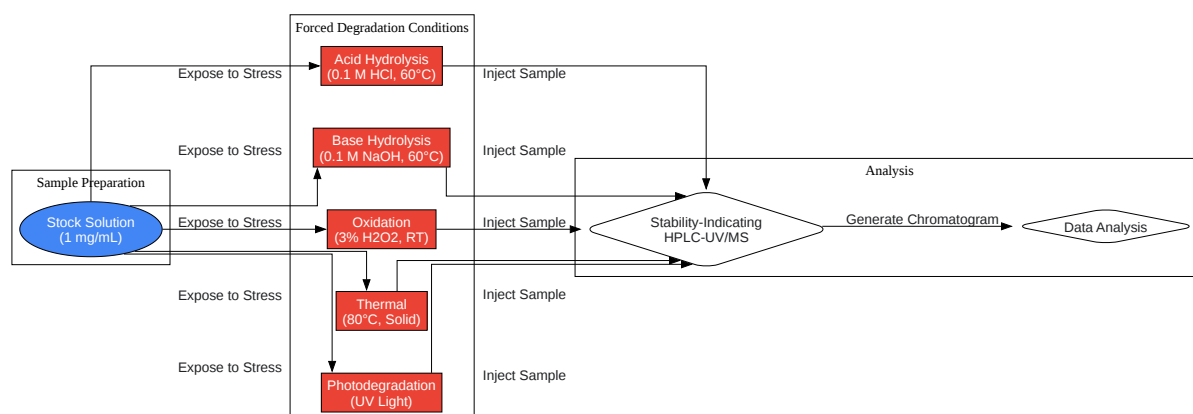 Forced Degradation Conditions
Acid Hydrolysis
(0.1 M HCl, 60°C)
Expose to Stress
Inject Sample
Base Hydrolysis
(0.1 M NaOH, 60°C)
Expose to Stress
Inject Sample
Sample Preparation
Analysis
Stock Solution
(1 mg/mL)
Expose to Stress
Oxidation
(3% H2O2, RT)
Inject Sample
Stability-Indicating
HPLC-UV/MS
Generate Chromatogram
Data Analysis
Expose to Stress
Thermal
(80°C, Solid)
Inject Sample
Expose to Stress
Photodegradation
(UV Light)
Inject Sample